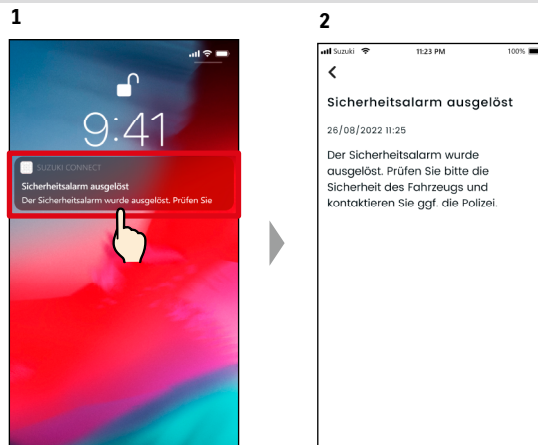 1
9:41
SUZUKI CONNECT
Sicherheitsalarm ausgelöst
Der Sicherheitsalarm wurde ausgelöst. Prüfen Sie
2
Suzuki 11:23 PM 100%
Sicherheitsalarm ausgelöst
26/08/2022 11:25
Der Sicherheitsalarm wurde
ausgelöst. Prüfen Sie bitte die
Sicherheit des Fahrzeugs und
kontaktieren Sie ggf. die Polizei.